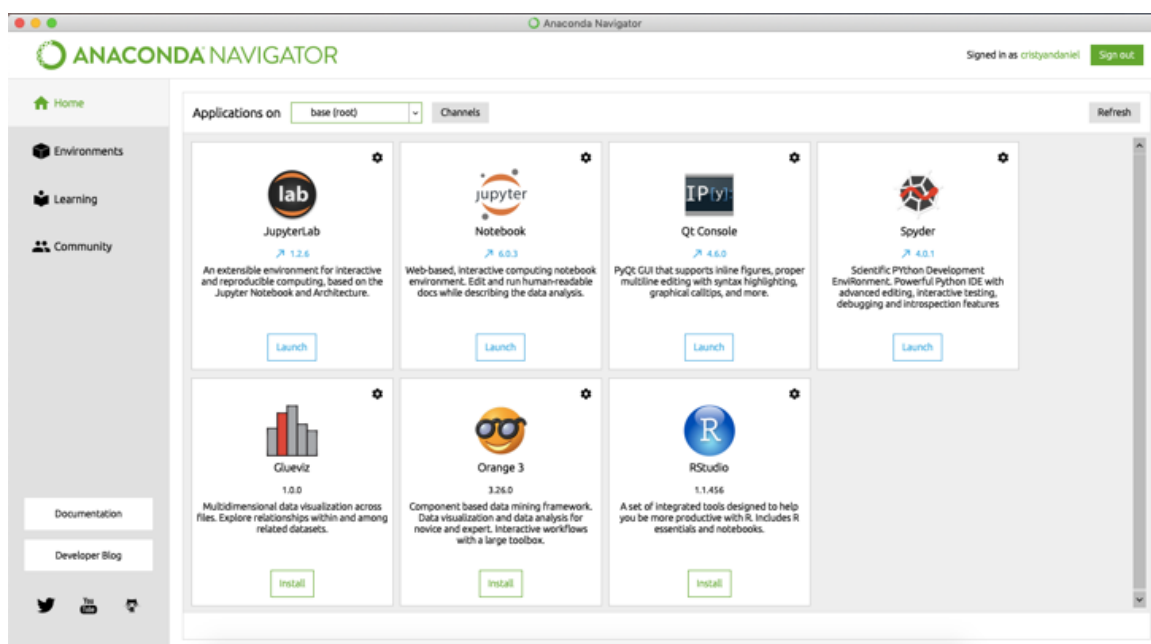 Anaconda Navigator
ANACONDA NAVIGATOR
Signed in as cristyandaniel
Sign out
Home
Environments
Learning
Community
Documentation
Developer Blog
You
Tube
Applications on
base (root)
Channels
Refresh
lab
JupyterLab
1.2.6
An extensible environment for interactive
and reproducible computing, based on the
Jupyter Notebook and Architecture.
Launch
jupyter
Notebook
6.0.3
Web-based, interactive computing notebook
environment. Edit and run human-readable
docs while describing the data analysis.
Launch
IP[y]:
Qt Console
4.6.0
PyQt GUI that supports inline figures, proper
multiline editing with syntax highlighting,
graphical calltips, and more.
Launch
Spyder
4.0.1
Scientific PYthon Development
EnviRonment. Powerful Python IDE with
advanced editing, interactive testing,
debugging and introspection features
Launch
Glueviz
1.0.0
Multidimensional data visualization across
files. Explore relationships within and among
related datasets.
Install
Orange 3
3.26.0
Component based data mining framework.
Data visualization and data analysis for
novice and expert. Interactive workflows
with a large toolbox.
Install
R
RStudio
1.1.456
A set of integrated tools designed to help
you be more productive with R. Includes R
essentials and notebooks.
Install